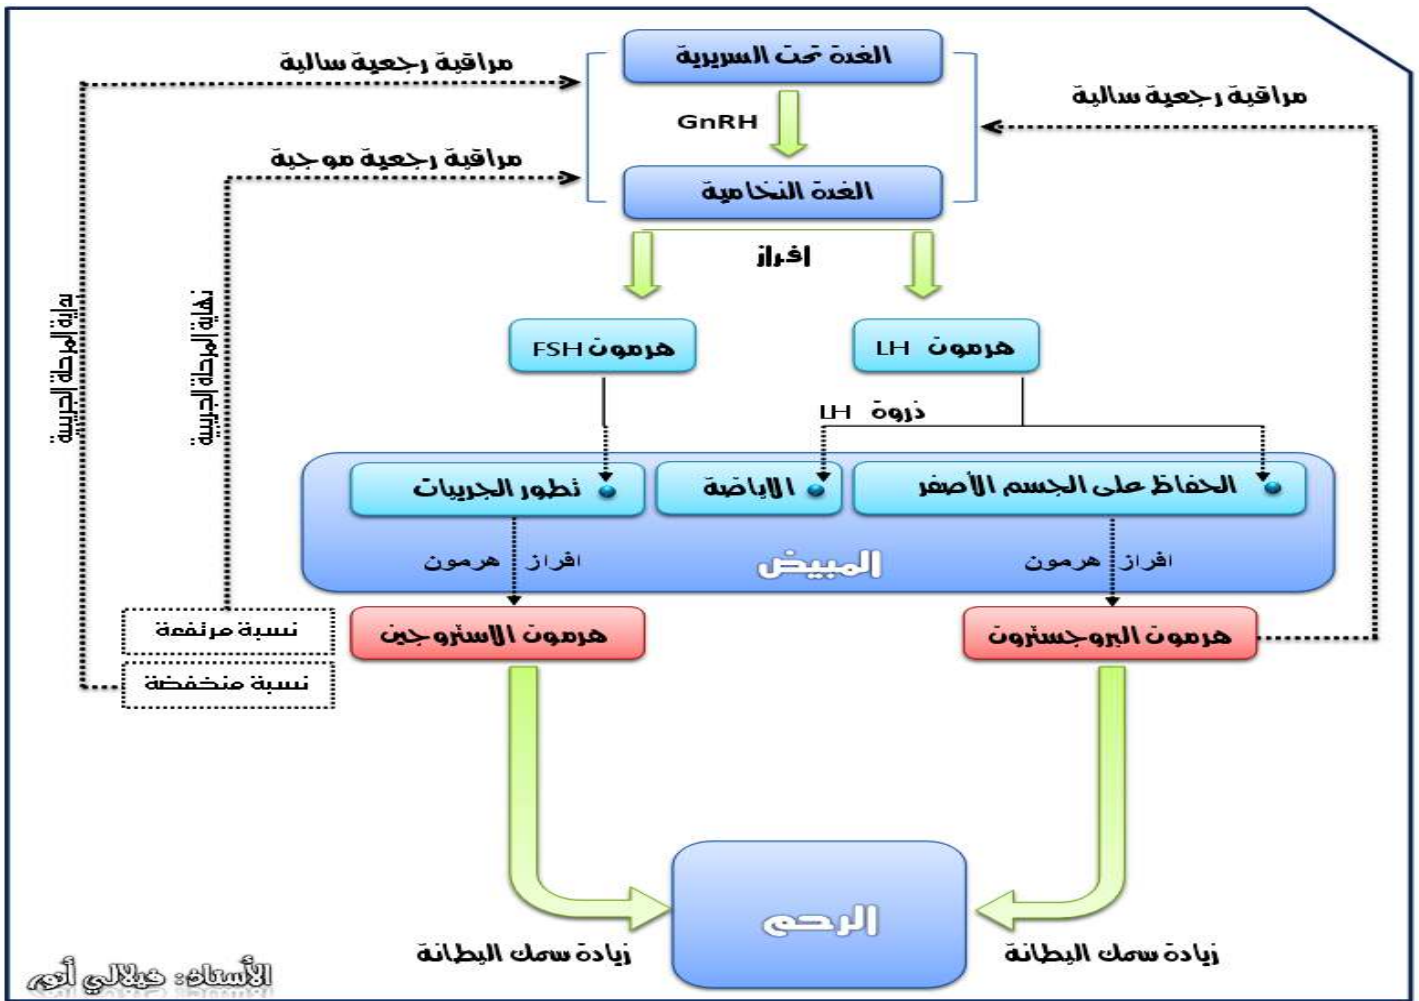 الغدة تحت السريرية
مراقبة رجعية سالبة
مراقبة رجعية سالبة
GnRH
مراقبة رجعية موجبة
الغدة النخامية
افراز
بداية المرحلة الجريبية
نهاية المرحلة الجريبية
هرمون LH
هرمون FSH
ذروة LH
الحفاظ على الجسم الأصفر
الاباضة
تطور الجريبات
افراز هرمون
المبيض
افراز هرمون
هرمون البروجسترون
هرمون الاستروجين
نسبة مرتفعة
نسبة منخفضة
الرحم
زيادة سمك البطانة
زيادة سمك البطانة
الأستاذ: فيلالي أنور